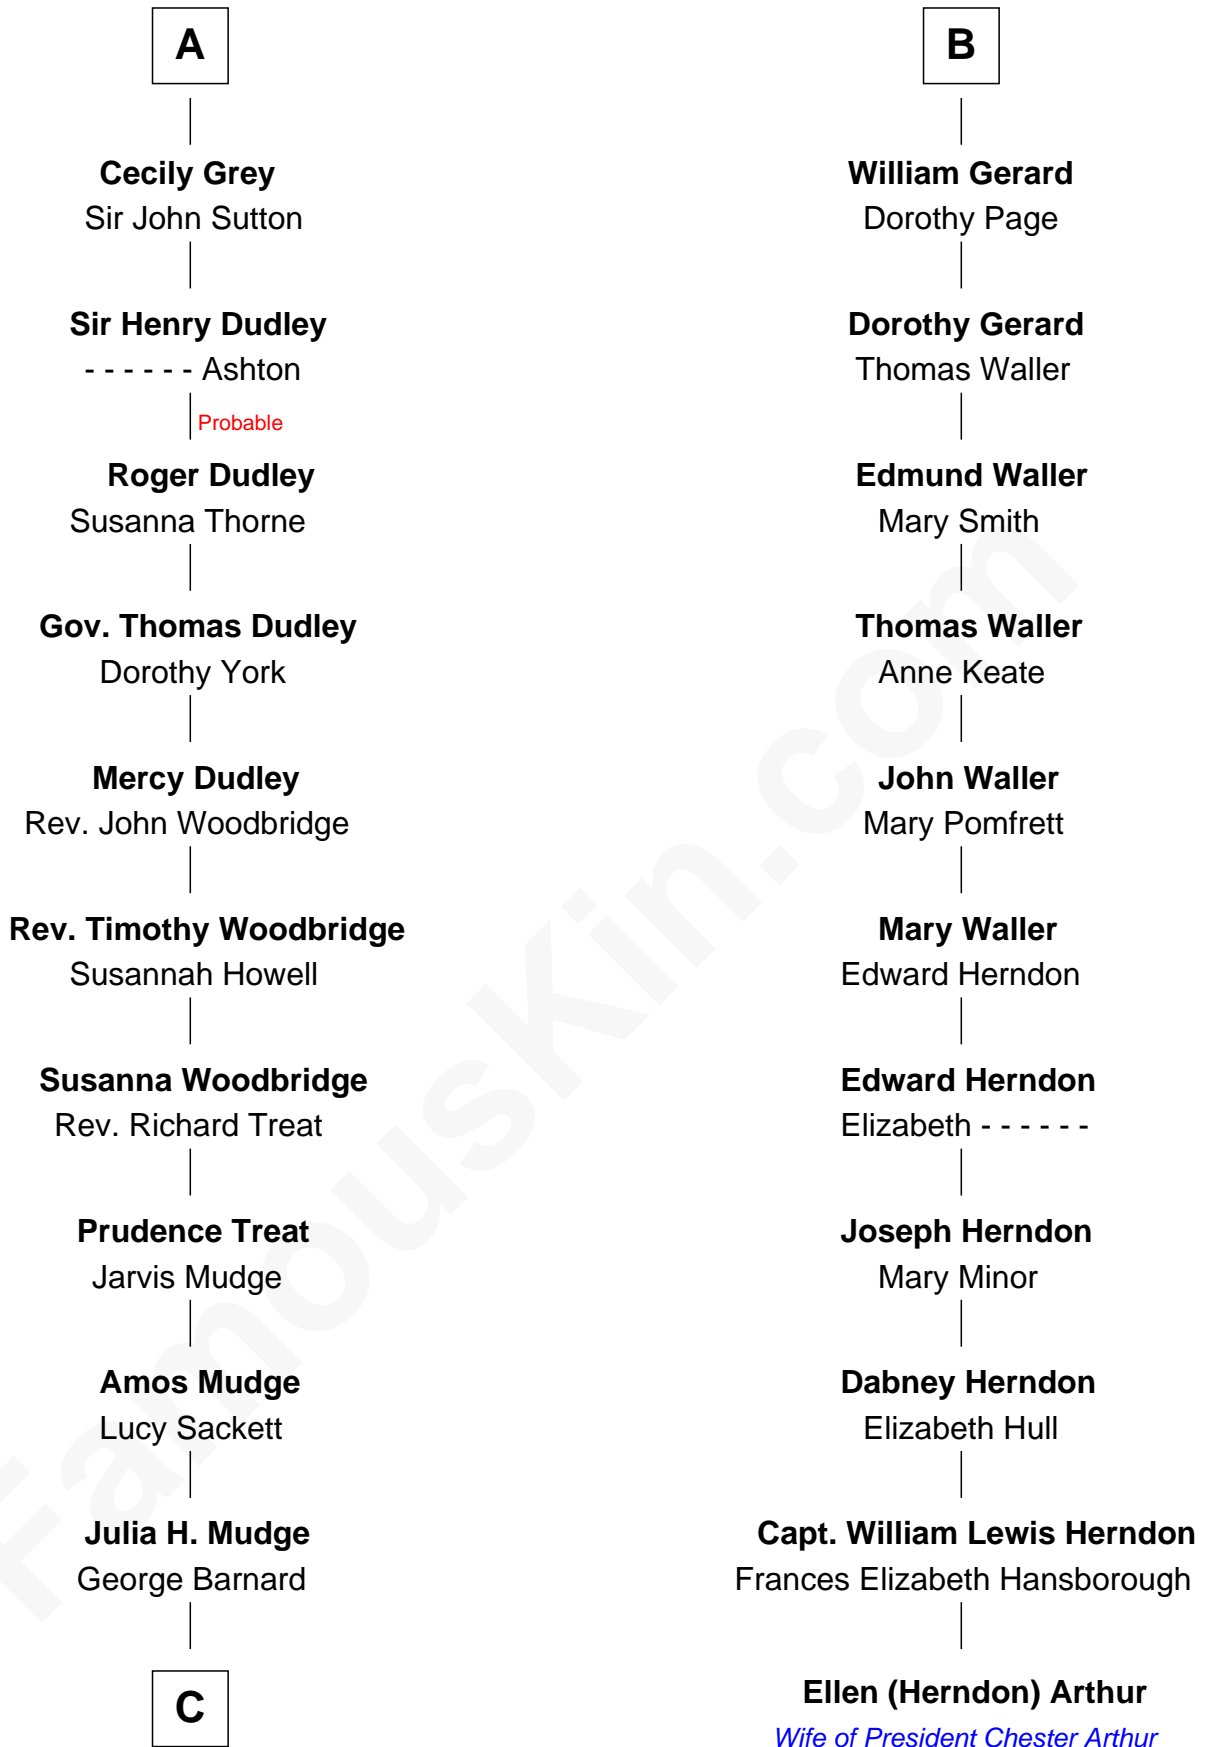 A
Cecily Grey
Sir John Sutton
Sir Henry Dudley
- - - - - - Ashton
Probable
Roger Dudley
Susanna Thorne
Gov. Thomas Dudley
Dorothy York
Mercy Dudley
Rev. John Woodbridge
Rev. Timothy Woodbridge
Susannah Howell
Susanna Woodbridge
Rev. Richard Treat
Prudence Treat
Jarvis Mudge
Amos Mudge
Lucy Sackett
Julia H. Mudge
George Barnard
C
B
William Gerard
Dorothy Page
Dorothy Gerard
Thomas Waller
Edmund Waller
Mary Smith
Thomas Waller
Anne Keate
John Waller
Mary Pomfrett
Mary Waller
Edward Herndon
Edward Herndon
Elizabeth - - - - - -
Joseph Herndon
Mary Minor
Dabney Herndon
Elizabeth Hull
Capt. William Lewis Herndon
Frances Elizabeth Hansborough
Ellen (Herndon) Arthur
Wife of President Chester Arthur
FamousKin.com